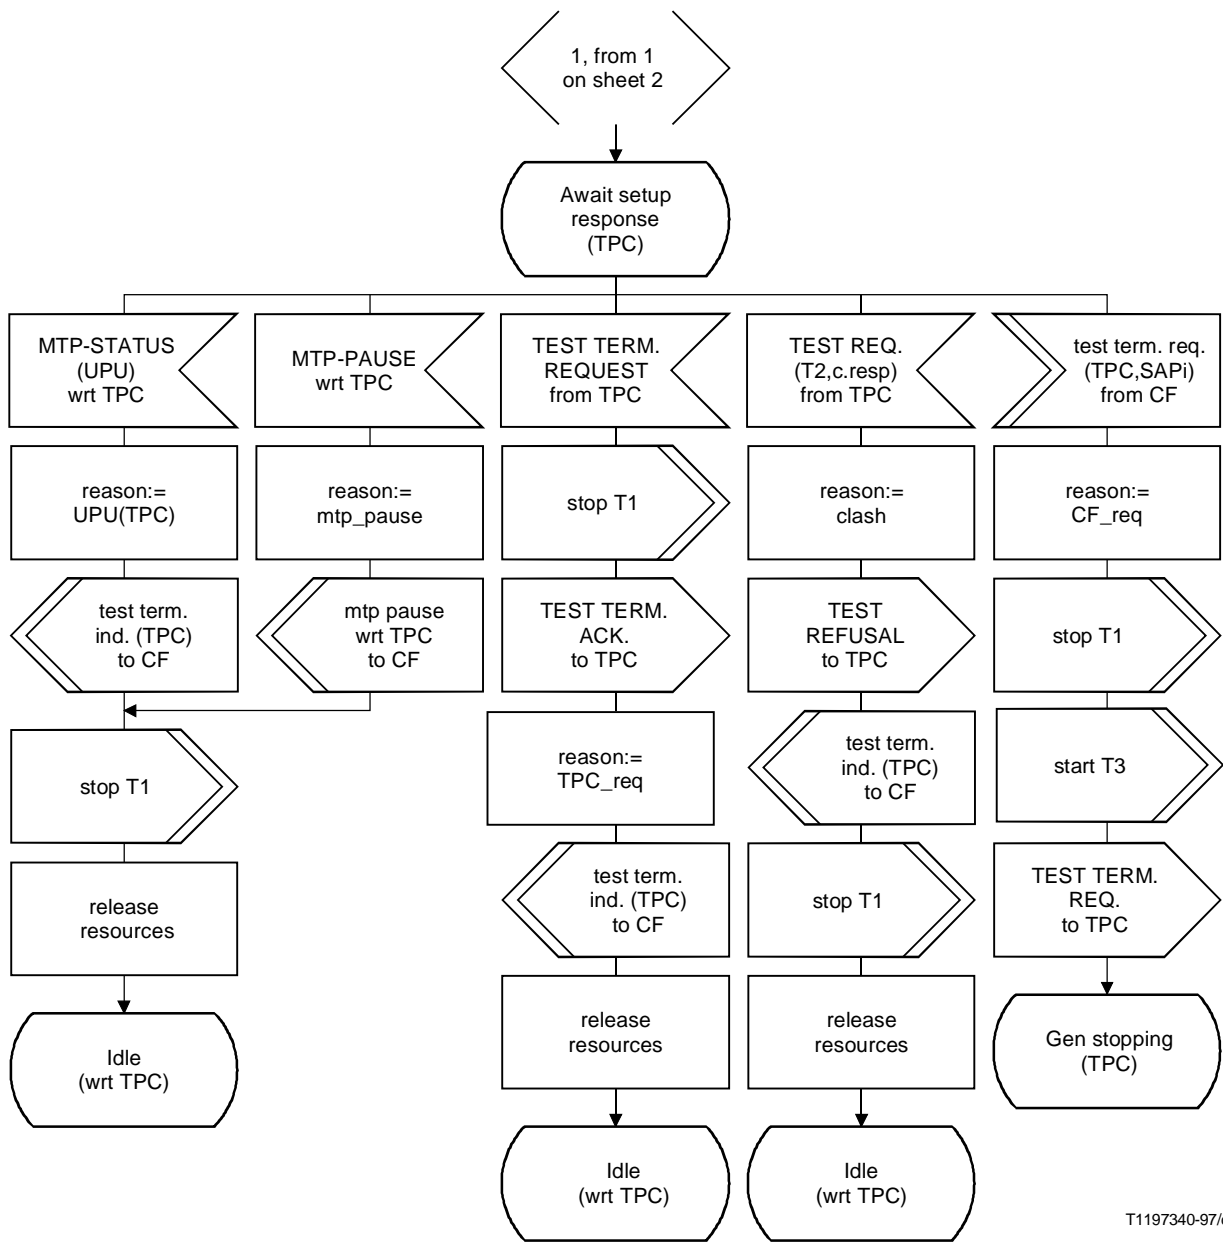 1, from 1
on sheet 2
Await setup
response
(TPC)
MTP-STATUS
(UPU)
wrt TPC
MTP-PAUSE
wrt TPC
TEST TERM.
REQUEST
from TPC
TEST REQ.
(T2,c.resp)
from TPC
test term. req.
(TPC,SAPi)
from CF
reason:=
UPU(TPC)
reason:=
mtp_pause
stop T1
reason:=
clash
reason:=
CF_req
test term.
ind. (TPC)
to CF
mtp pause
wrt TPC
to CF
TEST TERM.
ACK.
to TPC
TEST
REFUSAL
to TPC
stop T1
stop T1
reason:=
TPC_req
test term.
ind. (TPC)
to CF
start T3
release
resources
test term.
ind. (TPC)
to CF
stop T1
TEST TERM.
REQ.
to TPC
Idle
(wrt TPC)
release
resources
release
resources
Gen stopping
(TPC)
Idle
(wrt TPC)
Idle
(wrt TPC)
T1197340-97/